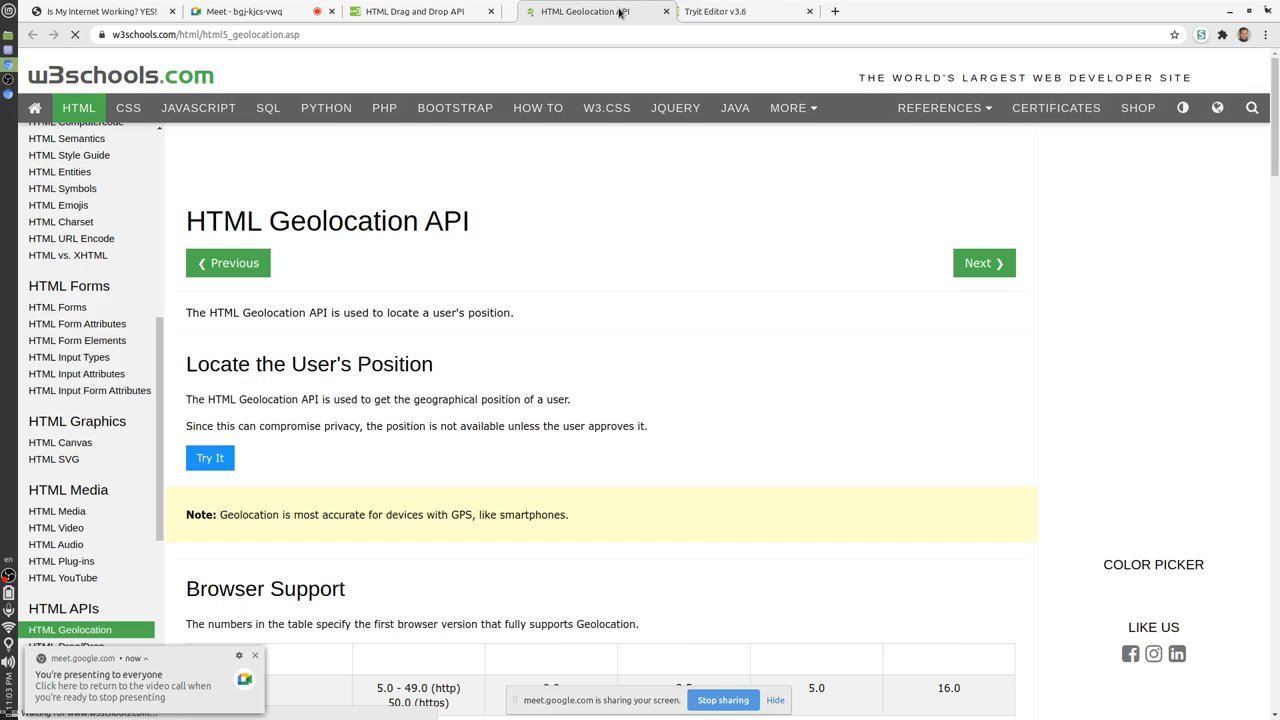 Is My Internet Working? YES!
Meet - bgj-kjcs-vwq
HTML Drag and Drop API
HTML Geolocation API
Tryit Editor v3.6
w3schools.com/html/html5_geolocation.asp
w3schools.com
THE WORLD'S LARGEST WEB DEVELOPER SITE
HTML CSS JAVASCRIPT SQL PYTHON PHP BOOTSTRAP HOW TO W3.CSS JQUERY JAVA MORE REFERENCES CERTIFICATES SHOP
HTML Computercode
HTML Semantics
HTML Style Guide
HTML Entities
HTML Symbols
HTML Emojis
HTML Charset
HTML URL Encode
HTML vs. XHTML
HTML Forms
HTML Forms
HTML Form Attributes
HTML Form Elements
HTML Input Types
HTML Input Attributes
HTML Input Form Attributes
HTML Graphics
HTML Canvas
HTML SVG
HTML Media
HTML Media
HTML Video
HTML Audio
HTML Plug-ins
HTML YouTube
HTML APIs
HTML Geolocation
HTML Drag/Drop
HTML Geolocation API
❮ Previous
Next ❯
The HTML Geolocation API is used to locate a user's position.
Locate the User's Position
The HTML Geolocation API is used to get the geographical position of a user.
Since this can compromise privacy, the position is not available unless the user approves it.
Try It
Note: Geolocation is most accurate for devices with GPS, like smartphones.
Browser Support
The numbers in the table specify the first browser version that fully supports Geolocation.
5.0 - 49.0 (http)
50.0 (https)
5.0
16.0
COLOR PICKER
LIKE US
meet.google.com • now
You're presenting to everyone
Click here to return to the video call when
you're ready to stop presenting
meet.google.com is sharing your screen.
Stop sharing
Hide
en
11:03 PM